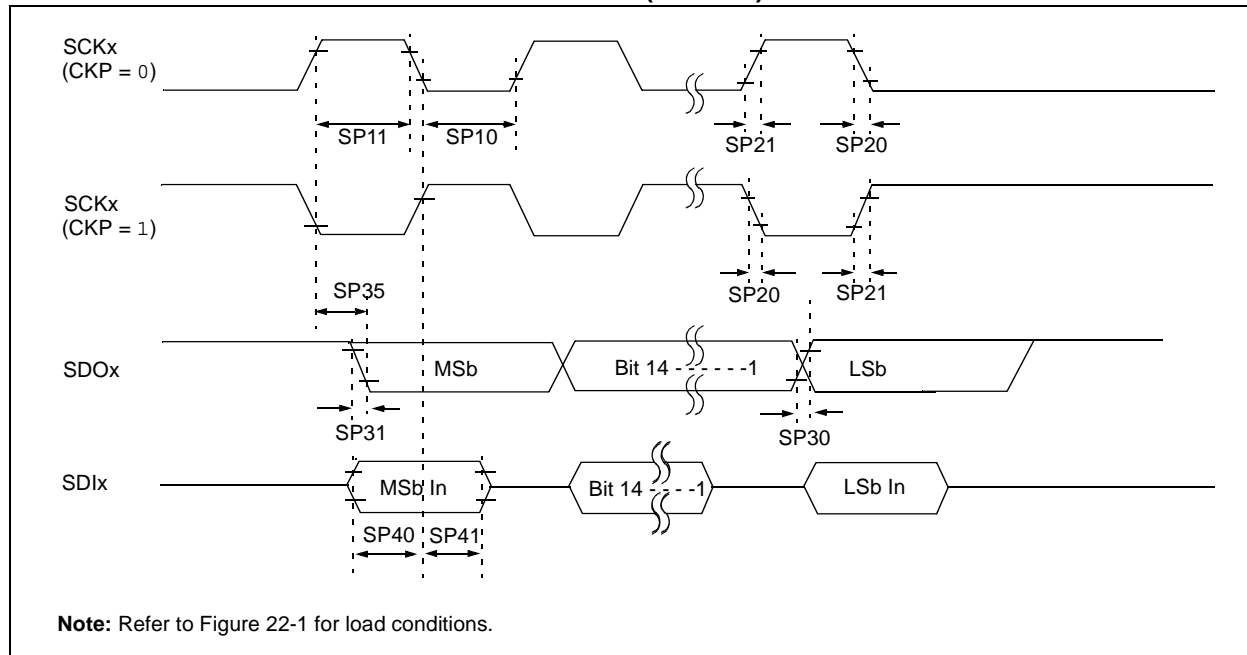 SCKx
(CKP = 0)
SP11
SP10
SP21
SP20
SCKx
(CKP = 1)
SP35
SP20
SP21
SDOx
MSb
Bit 14 - - - - - -1
LSb
SP31
SP30
SDIx
MSb In
Bit 14 - - - - -1
LSb In
SP40
SP41
Note: Refer to Figure 22-1 for load conditions.